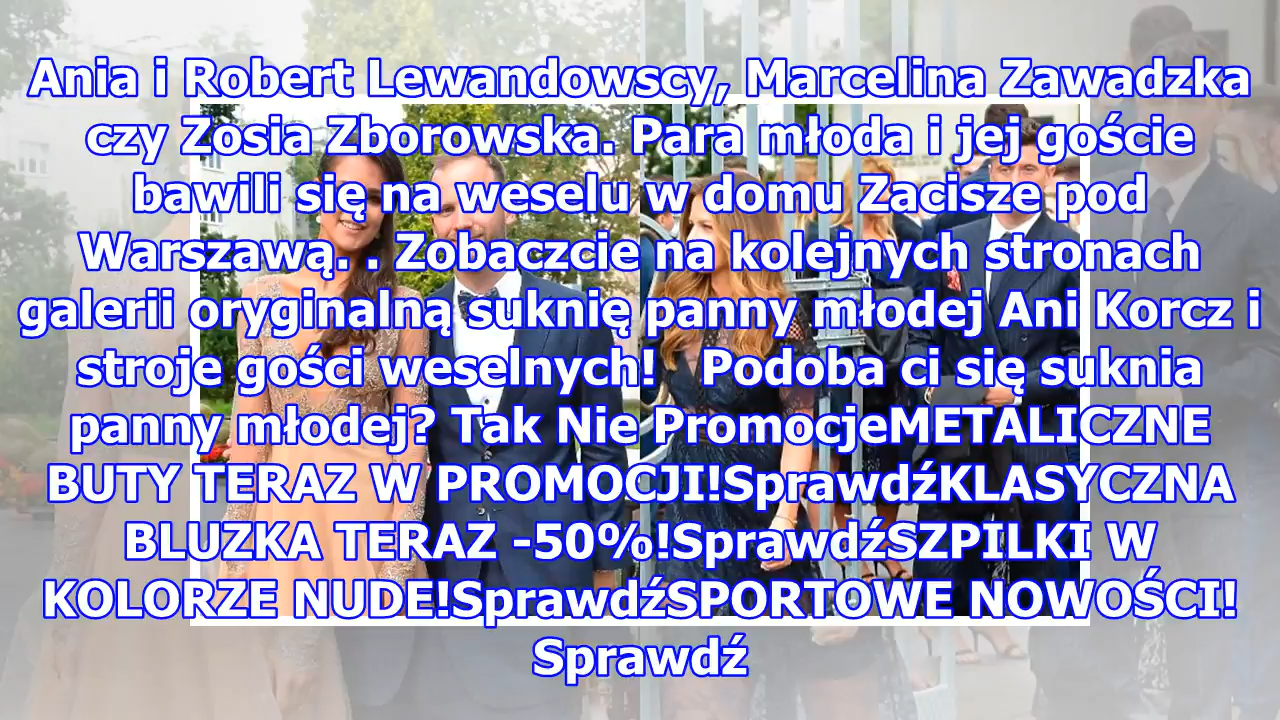 Ania i Robert Lewandowscy, Marcelina Zawadzka
czy Zosia Zborowska. Para młoda i jej goście
bawili się na weselu w domu Zacisze pod
Warszawą. . Zobaczcie na kolejnych stronach
galerii oryginalną suknię panny młodej Ani Korcz i
stroje gości weselnych!   Podoba ci się suknia
panny młodej? Tak Nie PromocjeMETALICZNE
BUTY TERAZ W PROMOCJI!SprawdźKLASYCZNA
BLUZKA TERAZ -50%!SprawdźSZPILKI W
KOLORZE NUDE!SprawdźSPORTOWE NOWOŚCI!
Sprawdź